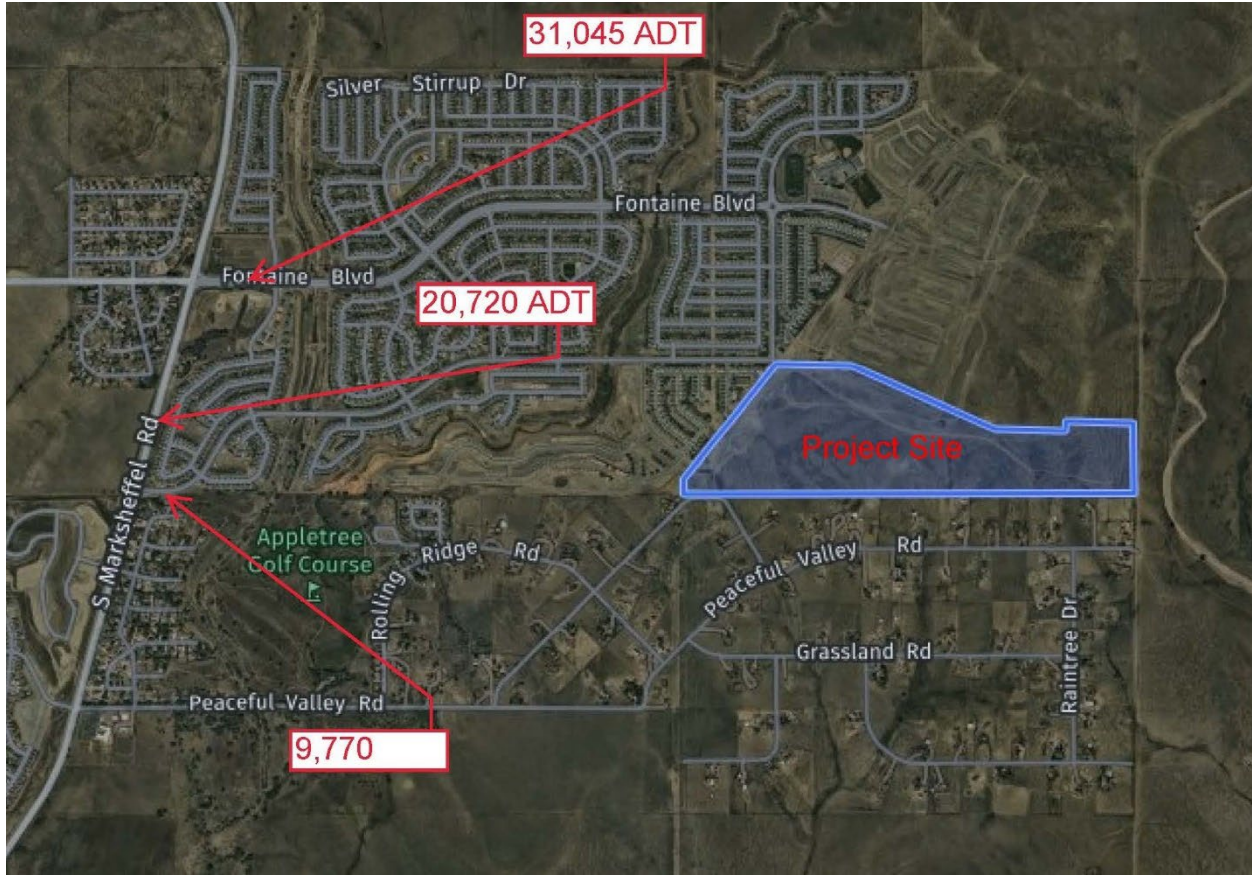 31,045 ADT
Silver Stirrup Dr
Fontaine Blvd
Fontaine Blvd
20,720 ADT
S Marksheffel Rd
Project Site
Appletree
Golf Course
Rolling Ridge Rd
Peaceful Valley Rd
Grassland Rd
Raintree Dr
Peaceful Valley Rd
9,770